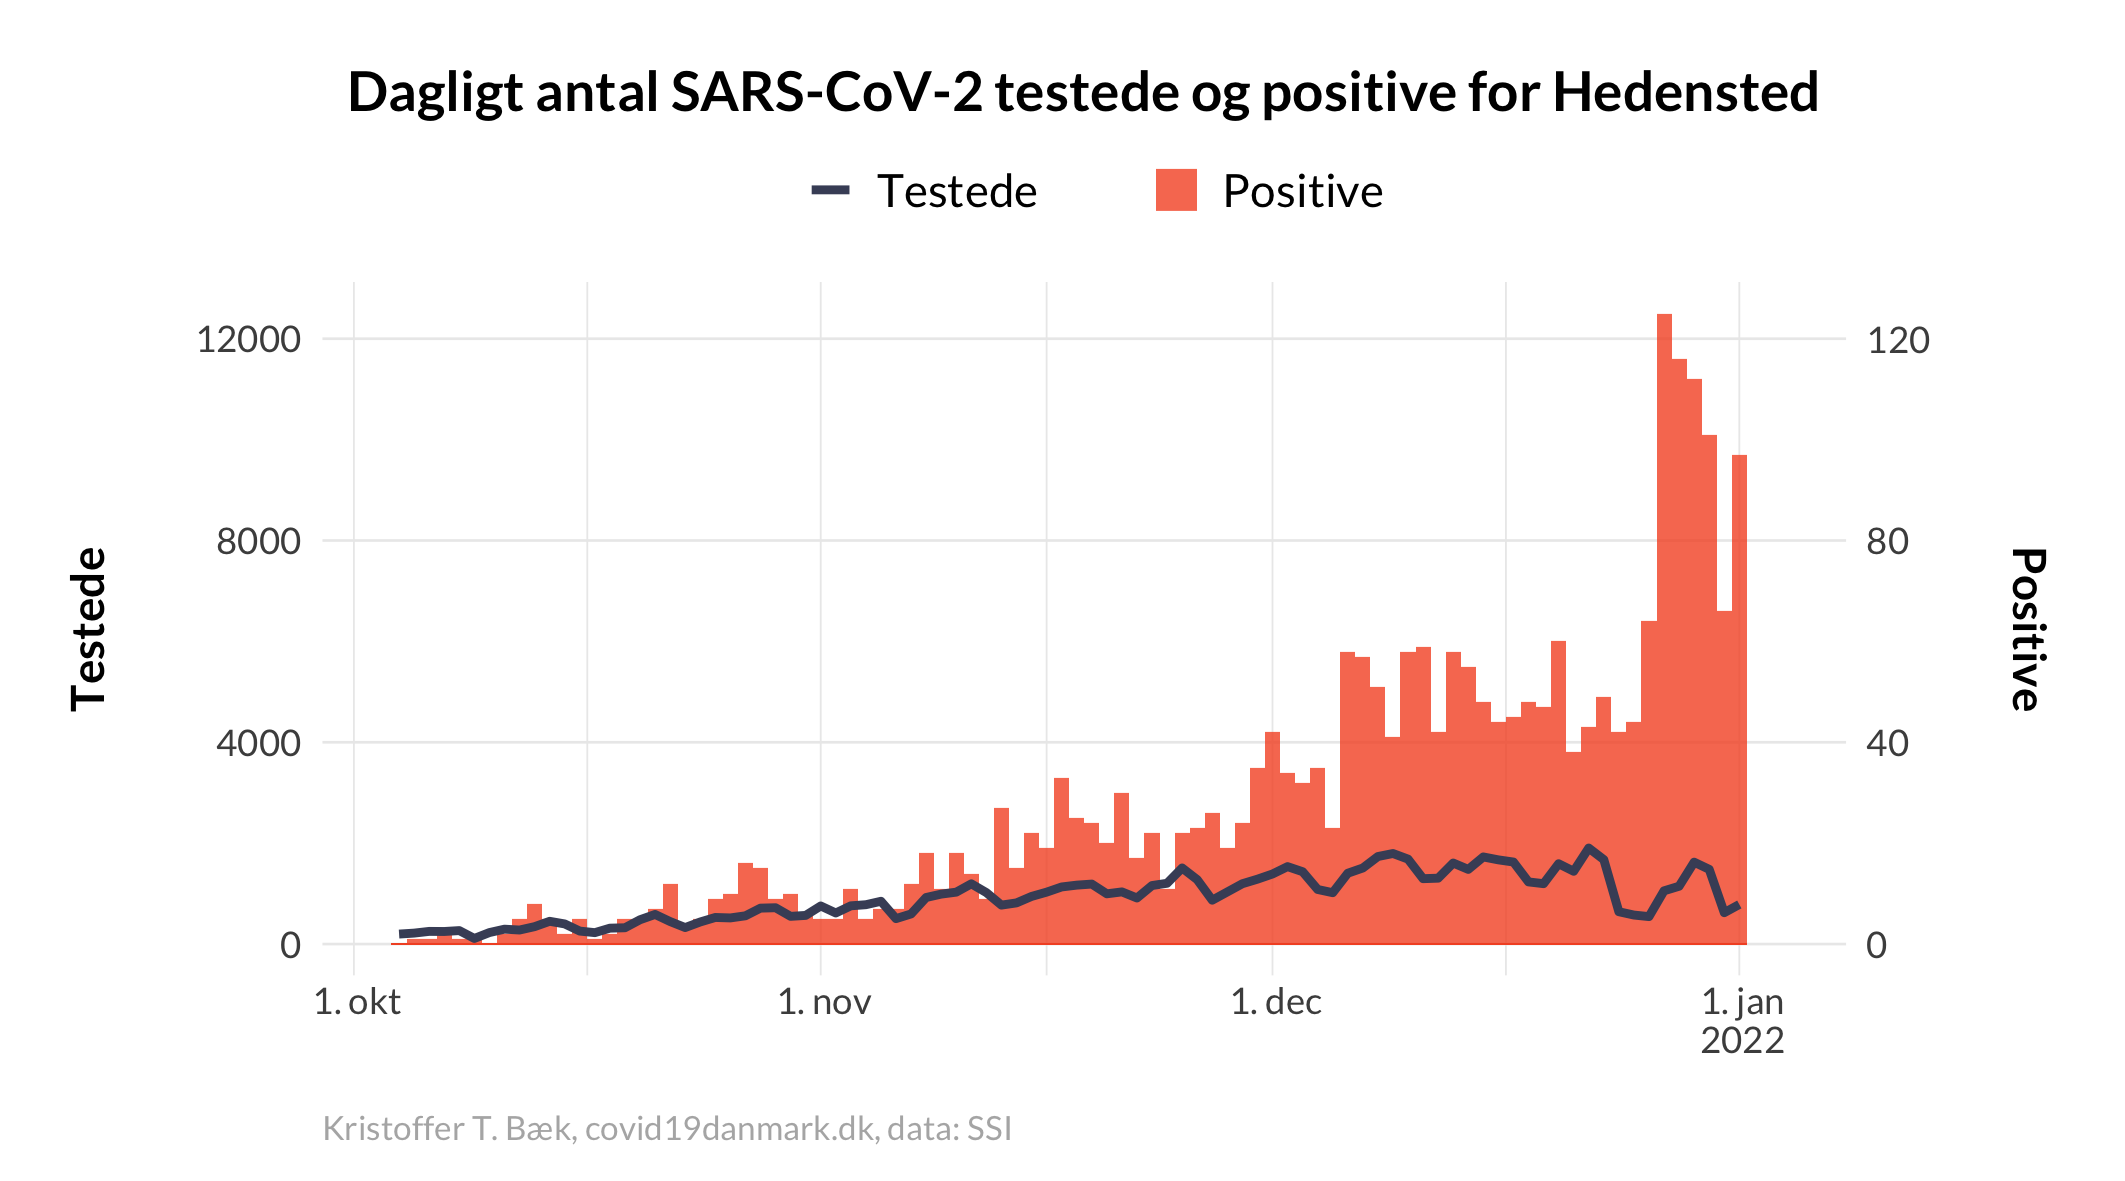 Dagligt antal SARS-CoV-2 testede og positive for Hedensted
Testede
Positive
12000
8000
4000
0
120
80
40
0
Testede
Positive
1. okt
1. nov
1. dec
1. jan
2022
Kristoffer T. Bæk, covid19danmark.dk, data: SSI